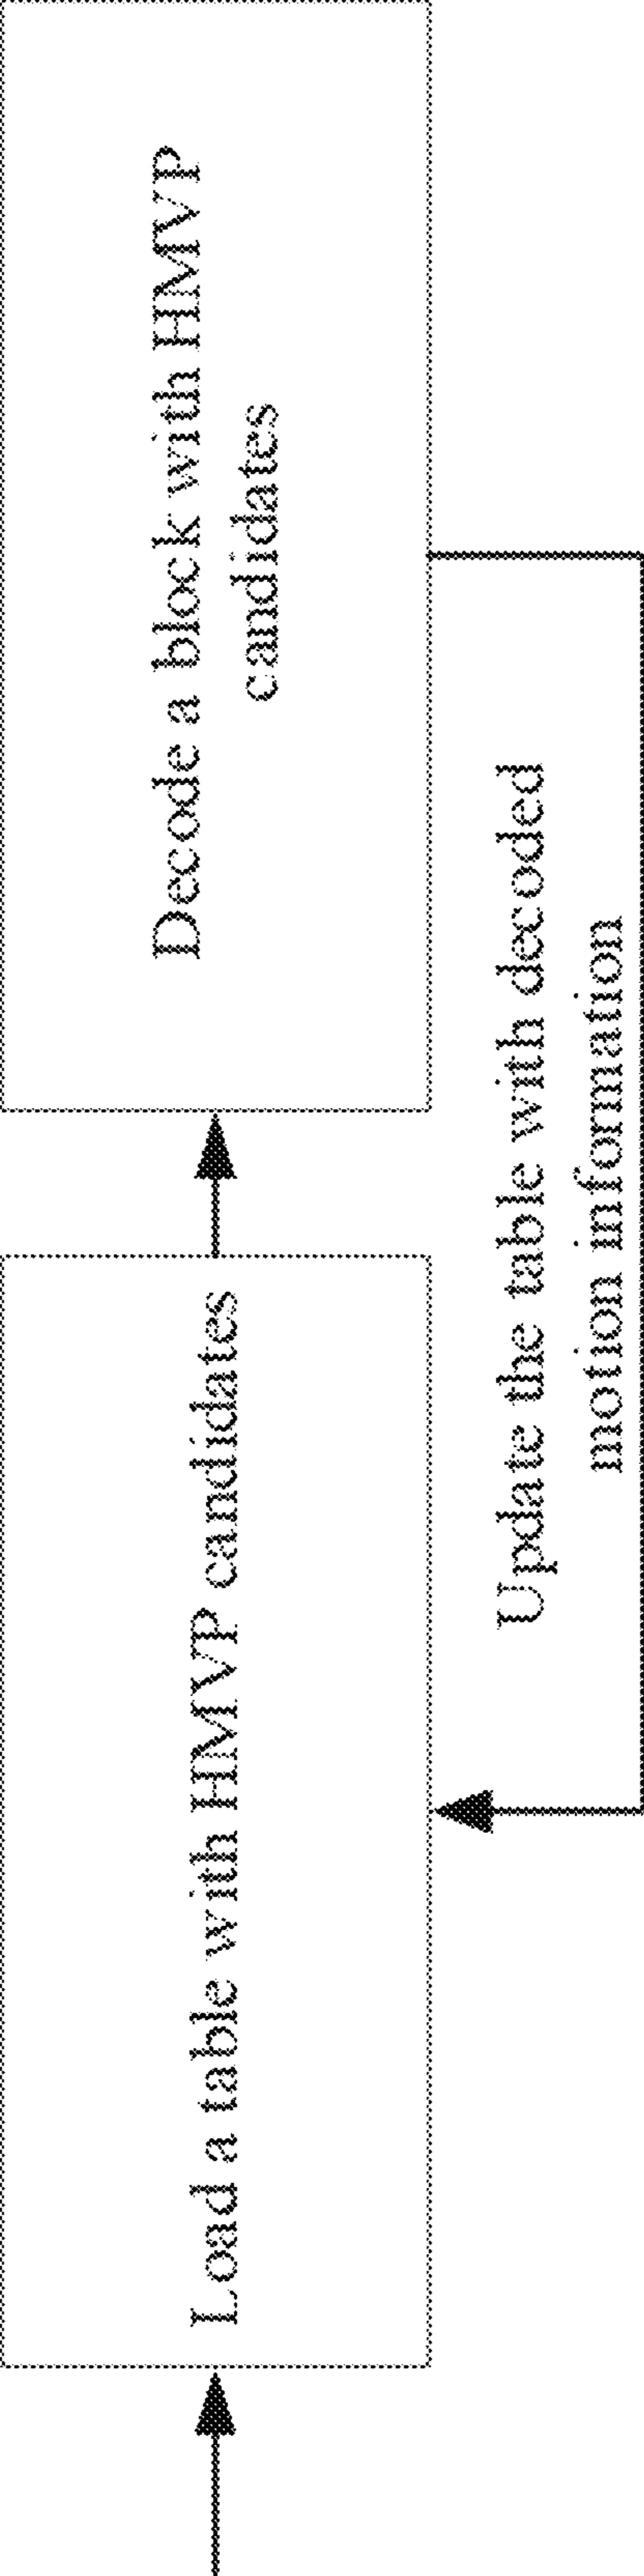 Load a table with HMVP candidates
Decode a block with HMVP
candidates
Update the table with decoded
motion information